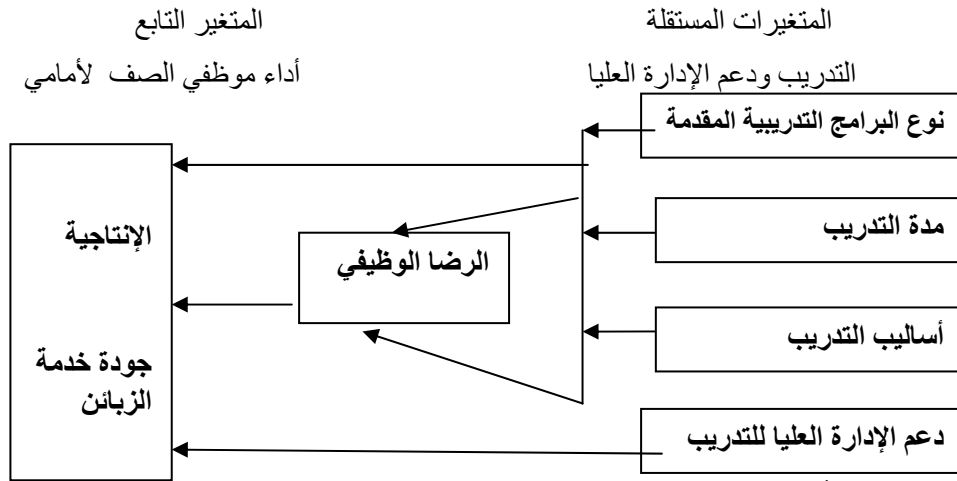 المتغيرات المستقلة
المتغير التابع
التدريب ودعم الإدارة العليا
أداء موظفي الصف لأمامي
نوع البرامج التدريبية المقدمة
مدة التدريب
أساليب التدريب
دعم الإدارة العليا للتدريب
الرضا الوظيفي
الإنتاجية
جودة خدمة
الزبائن